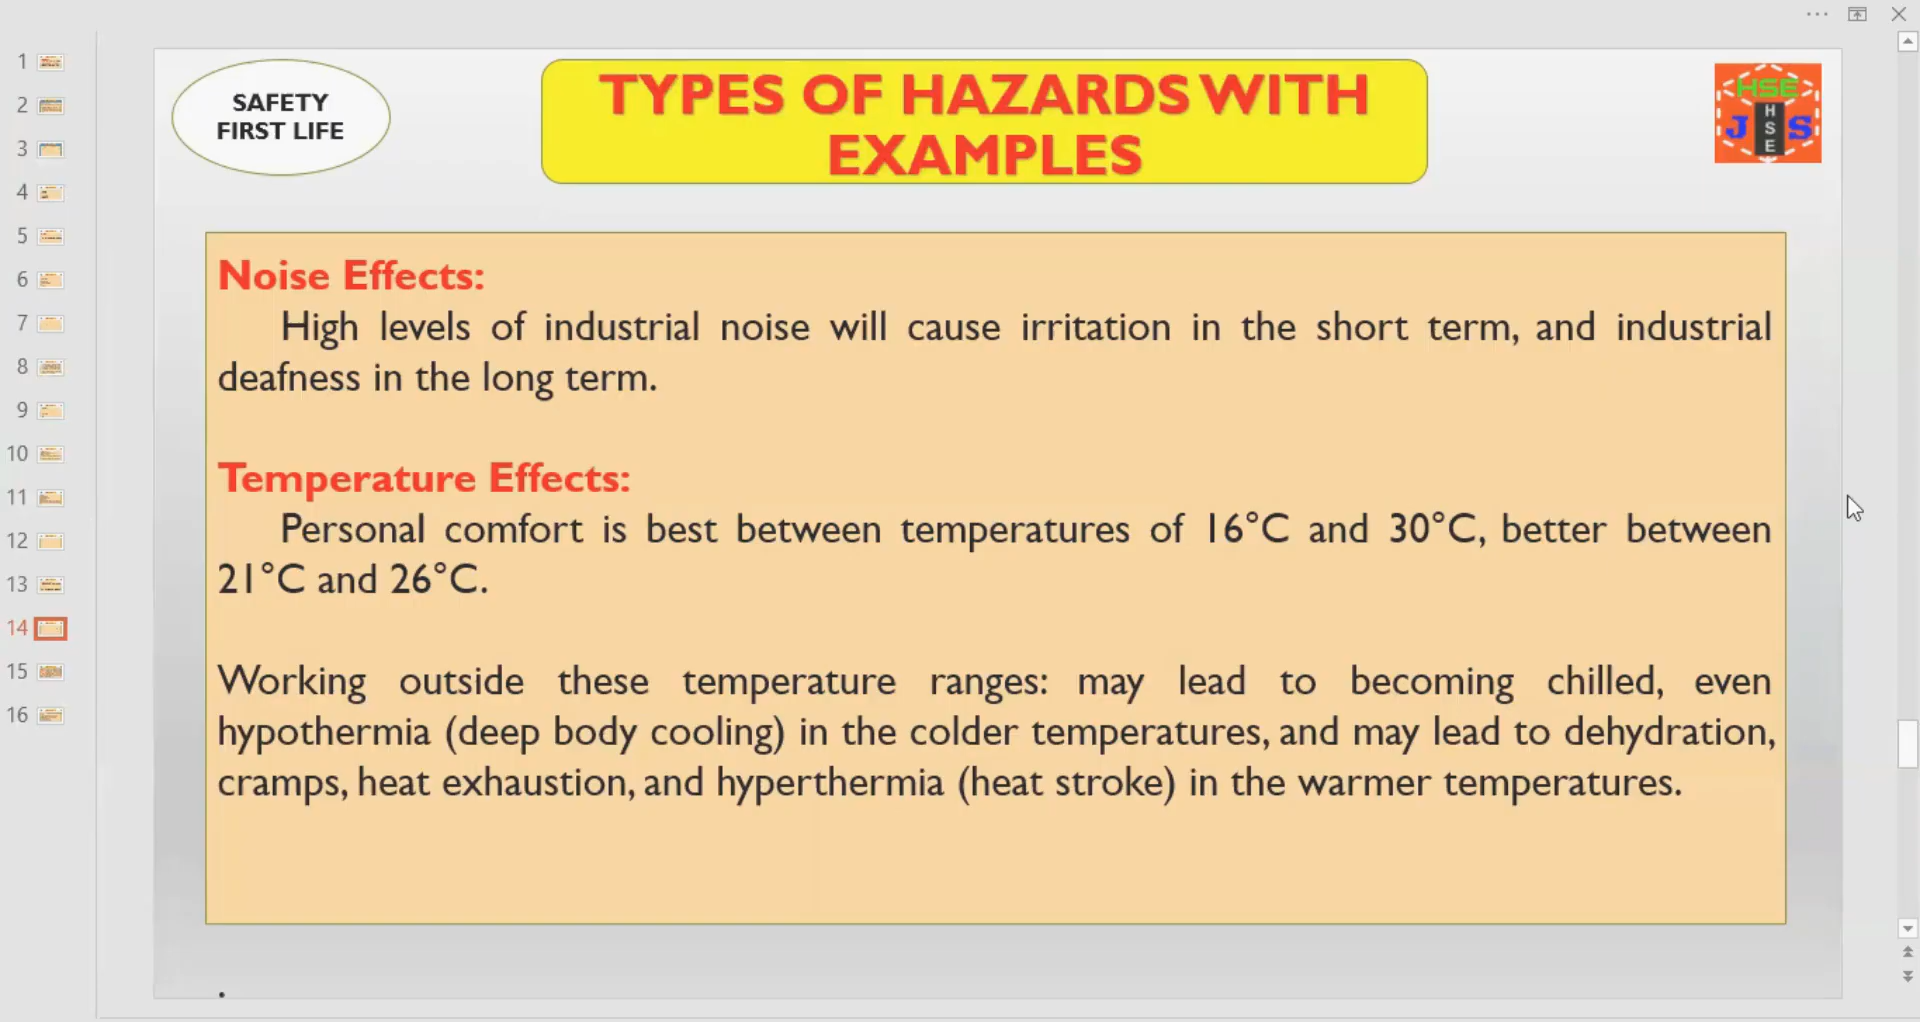 1
2
3
4
5
6
7
8
9
10
11
12
13
14
15
16
SAFETY
FIRST LIFE
TYPES OF HAZARDS WITH
EXAMPLES
HSE
J HSE S
Noise Effects:
High levels of industrial noise will cause irritation in the short term, and industrial
deafness in the long term.
Temperature Effects:
Personal comfort is best between temperatures of 16°C and 30°C, better between
21°C and 26°C.
Working outside these temperature ranges: may lead to becoming chilled, even
hypothermia (deep body cooling) in the colder temperatures, and may lead to dehydration,
cramps, heat exhaustion, and hyperthermia (heat stroke) in the warmer temperatures.